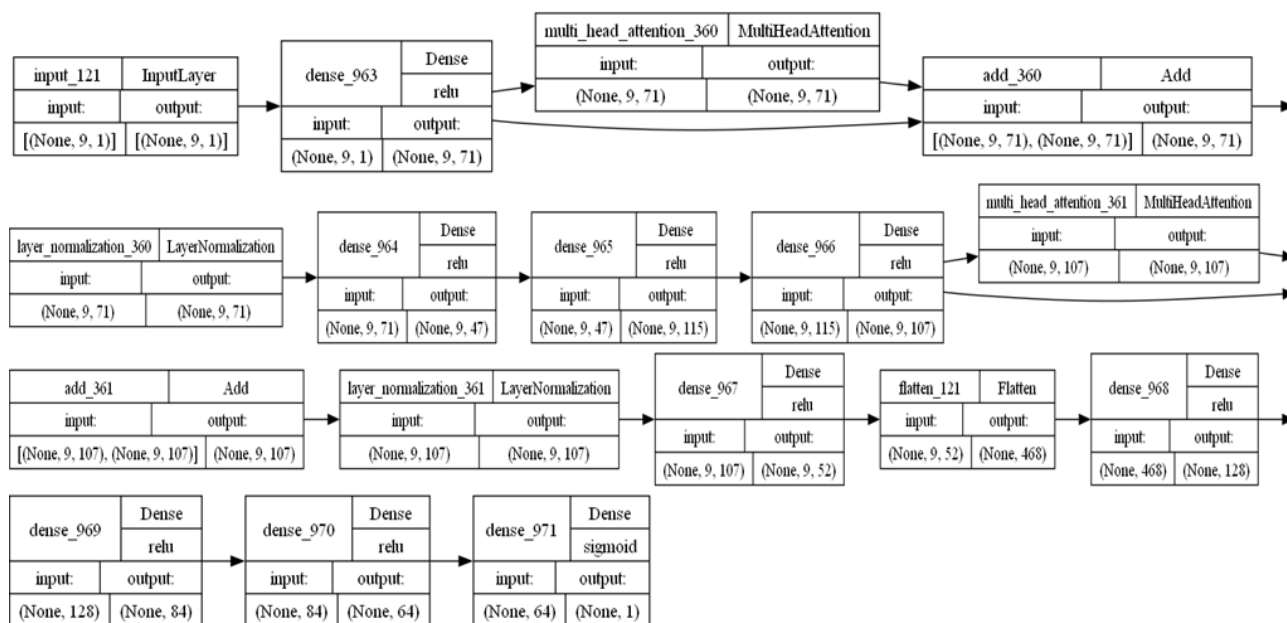 input_121 InputLayer
input: output:
[(None, 9, 1)] [(None, 9, 1)]
dense_963 Dense
relu
input: output:
(None, 9, 1) (None, 9, 71)
multi_head_attention_360 MultiHeadAttention
input: output:
(None, 9, 71) (None, 9, 71)
add_360 Add
input: output:
[(None, 9, 71), (None, 9, 71)] (None, 9, 71)
layer_normalization_360 LayerNormalization
input: output:
(None, 9, 71) (None, 9, 71)
dense_964 Dense
relu
input: output:
(None, 9, 71) (None, 9, 47)
dense_965 Dense
relu
input: output:
(None, 9, 47) (None, 9, 115)
dense_966 Dense
relu
input: output:
(None, 9, 115) (None, 9, 107)
multi_head_attention_361 MultiHeadAttention
input: output:
(None, 9, 107) (None, 9, 107)
add_361 Add
input: output:
[(None, 9, 107), (None, 9, 107)] (None, 9, 107)
layer_normalization_361 LayerNormalization
input: output:
(None, 9, 107) (None, 9, 107)
dense_967 Dense
relu
input: output:
(None, 9, 107) (None, 9, 52)
flatten_121 Flatten
input: output:
(None, 9, 52) (None, 468)
dense_968 Dense
relu
input: output:
(None, 468) (None, 128)
dense_969 Dense
relu
input: output:
(None, 128) (None, 84)
dense_970 Dense
relu
input: output:
(None, 84) (None, 64)
dense_971 Dense
sigmoid
input: output:
(None, 64) (None, 1)